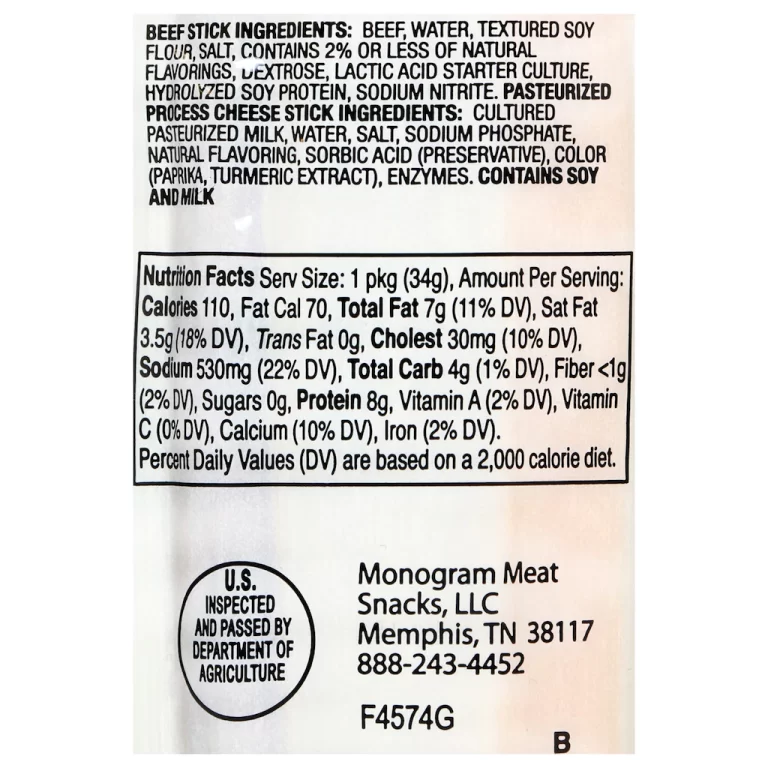 BEEF STICK INGREDIENTS: BEEF, WATER, TEXTURED SOY
FLOUR, SALT, CONTAINS 2% OR LESS OF NATURAL
FLAVORINGS, DEXTROSE, LACTIC ACID STARTER CULTURE,
HYDROLYZED SOY PROTEIN, SODIUM NITRITE. PASTEURIZED
PROCESS CHEESE STICK INGREDIENTS: CULTURED
PASTEURIZED MILK, WATER, SALT, SODIUM PHOSPHATE,
NATURAL FLAVORING, SORBIC ACID (PRESERVATIVE), COLOR
(PAPRIKA, TURMERIC EXTRACT), ENZYMES. CONTAINS SOY
AND MILK
Nutrition Facts Serv Size: 1 pkg (34g), Amount Per Serving:
Calories 110, Fat Cal 70, Total Fat 7g (11% DV), Sat Fat
3.5g (18% DV), Trans Fat 0g, Cholest 30mg (10% DV),
Sodium 530mg (22% DV), Total Carb 4g (1% DV), Fiber <1g
(2% DV), Sugars 0g, Protein 8g, Vitamin A (2% DV), Vitamin
C (0% DV), Calcium (10% DV), Iron (2% DV).
Percent Daily Values (DV) are based on a 2,000 calorie diet.
U.S.
INSPECTED
AND PASSED BY
DEPARTMENT OF
AGRICULTURE
Monogram Meat
Snacks, LLC
Memphis, TN 38117
888-243-4452
F4574G
B